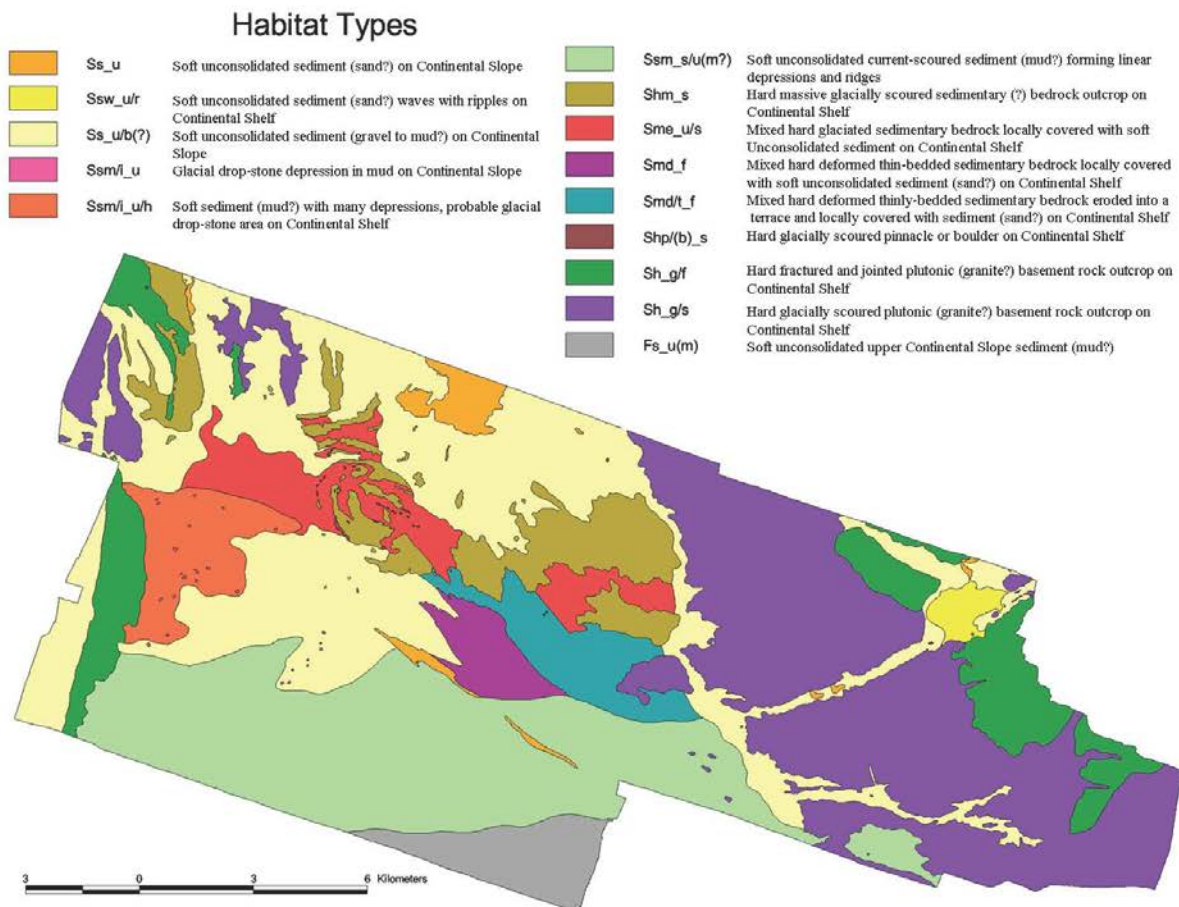 Habitat Types
Ss_u Soft unconsolidated sediment (sand?) on Continental Slope
Ssw_u/r Soft unconsolidated sediment (sand?) waves with ripples on
Continental Shelf
Ss_u/b(?) Soft unconsolidated sediment (gravel to mud?) on Continental
Slope
Ssm/i_u Glacial drop-stone depression in mud on Continental Slope
Ssm/i_u/h Soft sediment (mud?) with many depressions, probable glacial
drop-stone area on Continental Shelf
Ssm_s/u(m?) Soft unconsolidated current-scoured sediment (mud?) forming linear
depressions and ridges
Shm_s Hard massive glacially scoured sedimentary (?) bedrock outcrop on
Continental Shelf
Sme_u/s Mixed hard glaciated sedimentary bedrock locally covered with soft
Unconsolidated sediment on Continental Shelf
Smd_f Mixed hard deformed thin-bedded sedimentary bedrock locally covered
with soft unconsolidated sediment (sand?) on Continental Shelf
Smd/t_f Mixed hard deformed thinly-bedded sedimentary bedrock eroded into a
terrace and locally covered with sediment (sand?) on Continental Shelf
Shp/(b)_s Hard glacially scoured pinnacle or boulder on Continental Shelf
Sh_g/f Hard fractured and jointed plutonic (granite?) basement rock outcrop on
Continental Shelf
Sh_g/s Hard glacially scoured plutonic (granite?) basement rock outcrop on
Continental Shelf
Fs_u(m) Soft unconsolidated upper Continental Slope sediment (mud?)
3 0 3 6 Kilometers